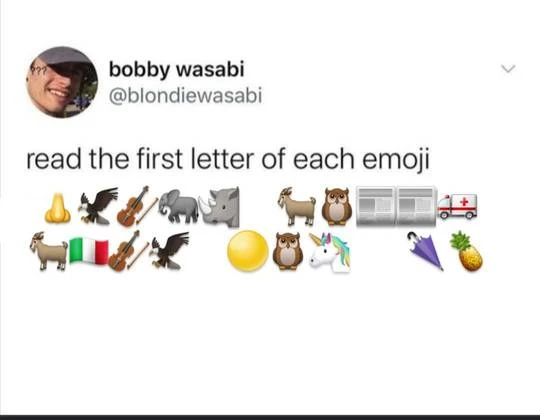 ???
bobby wasabi
@blondiewasabi
read the first letter of each emoji
👃🦅🎻🐘🦏 🐐🦉📰📰🚑
🐐🇮🇹🎻🦅 🟡🦉🦄 🌂🍍